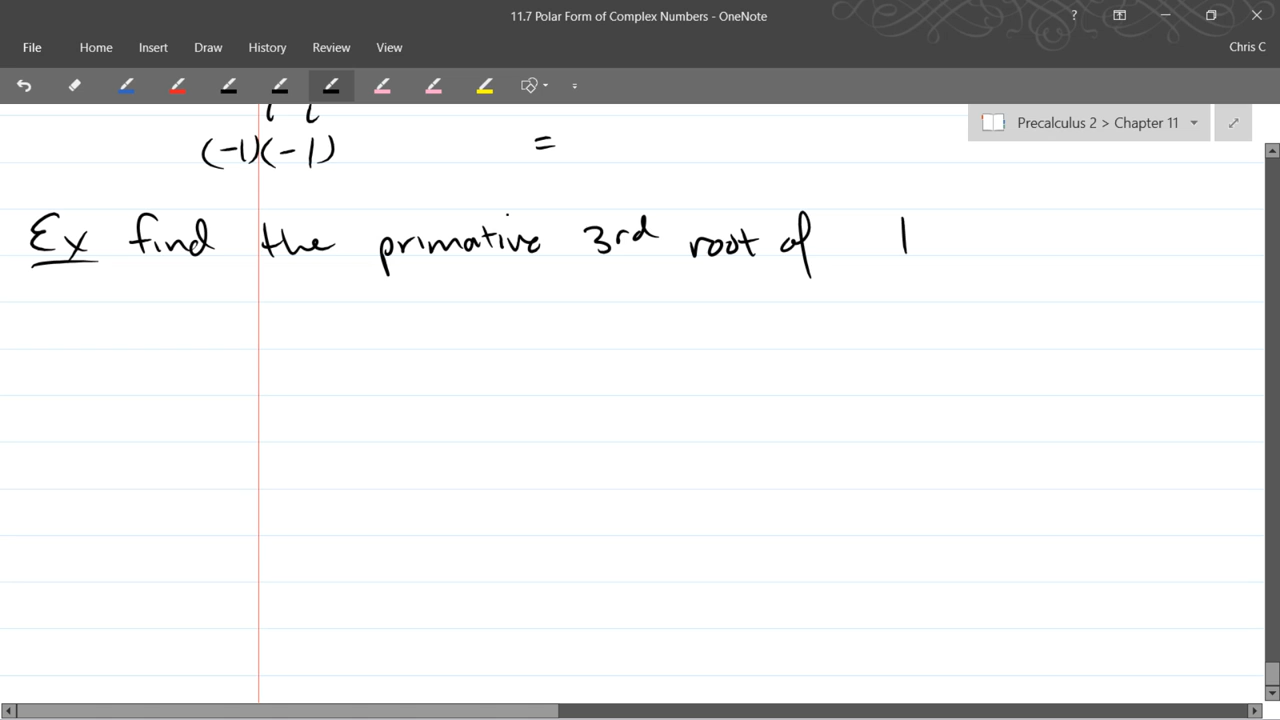 11.7 Polar Form of Complex Numbers - OneNote
?
File Home Insert Draw History Review View
Chris C
Precalculus 2 > Chapter 11
(-1)(-1) =
Ex find the primative 3rd root of 1